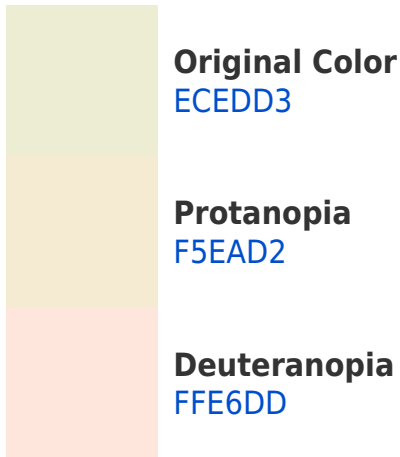 Original Color
ECEDD3
Protanopia
F5EAD2
Deuteranopia
FFE6DD